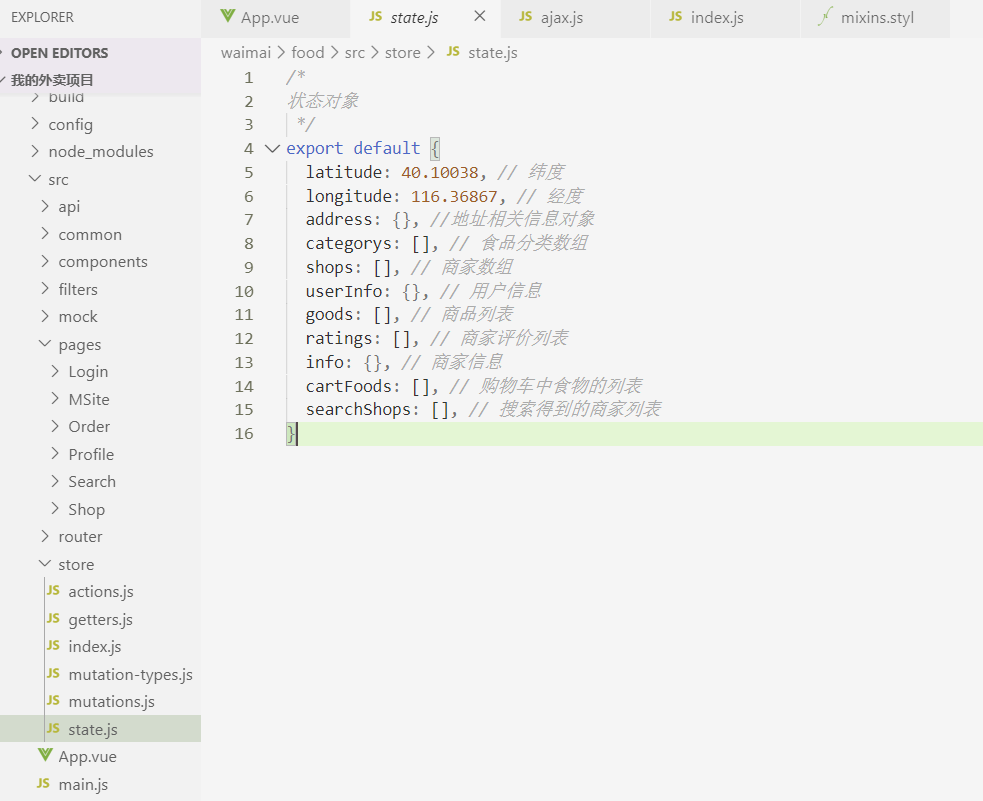 EXPLORER
App.vue
JS state.js
JS ajax.js
JS index.js
mixins.styl
OPEN EDITORS
我的外卖项目
build
config
node_modules
src
api
common
components
filters
mock
pages
Login
MSite
Order
Profile
Search
Shop
router
store
JS actions.js
JS getters.js
JS index.js
JS mutation-types.js
JS mutations.js
JS state.js
App.vue
JS main.js
waimai > food > src > store > JS state.js
1 /*
2 状态对象
3 */
4 export default {
5 latitude: 40.10038, // 纬度
6 longitude: 116.36867, // 经度
7 address: {}, //地址相关信息对象
8 categorys: [], // 食品分类数组
9 shops: [], // 商家数组
10 userInfo: {}, // 用户信息
11 goods: [], // 商品列表
12 ratings: [], // 商家评价列表
13 info: {}, // 商家信息
14 cartFoods: [], // 购物车中食物的列表
15 searchShops: [], // 搜索得到的商家列表
16 }